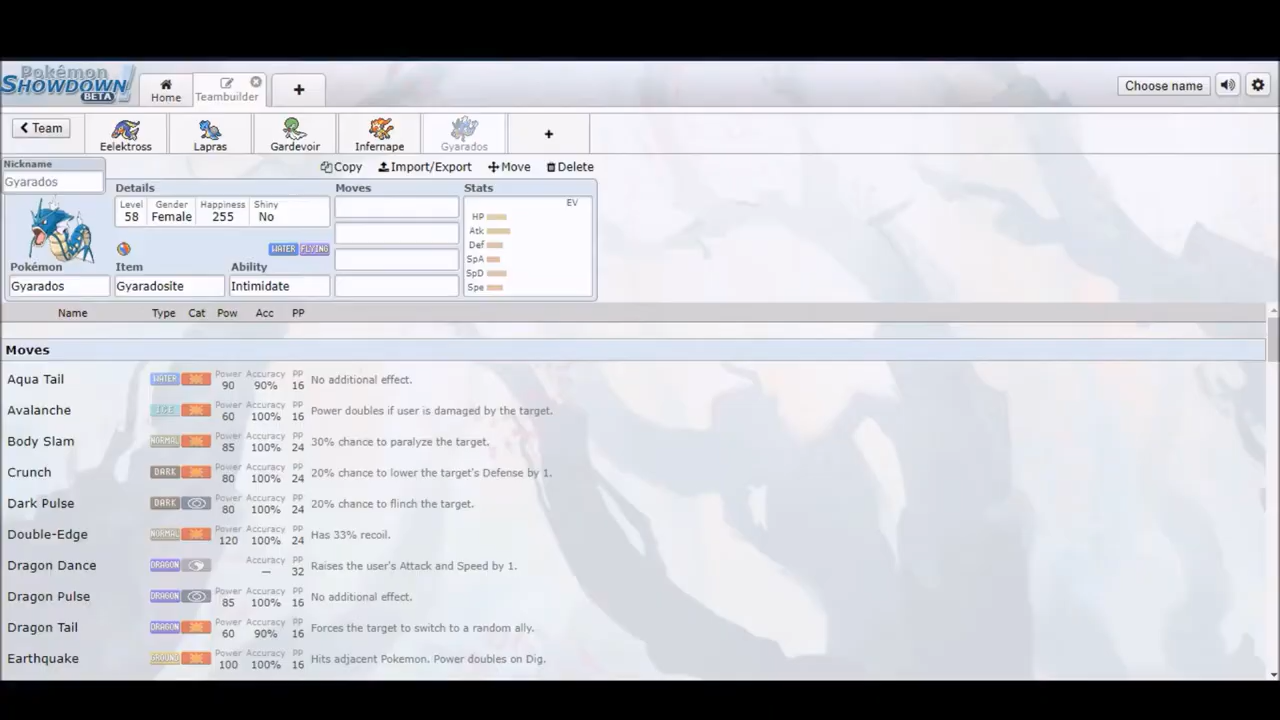 Pokémon
SHOWDOWN
BETA
Home
Teambuilder
+
Choose name
Team
Eelektross
Lapras
Gardevoir
Infernape
Gyarados
+
Nickname
Gyarados
Copy
Import/Export
Move
Delete
Details
Moves
Stats
Level Gender Happiness Shiny
58 Female 255 No
EV
HP
Atk
Def
SpA
SpD
Spe
WATER FLYING
Pokémon Item Ability
Gyarados Gyaradosite Intimidate
Name Type Cat Pow Acc PP
Moves
Aqua Tail WATER Power 90 Accuracy 90% PP 16 No additional effect.
Avalanche ICE Power 60 Accuracy 100% PP 16 Power doubles if user is damaged by the target.
Body Slam NORMAL Power 85 Accuracy 100% PP 24 30% chance to paralyze the target.
Crunch DARK Power 80 Accuracy 100% PP 24 20% chance to lower the target's Defense by 1.
Dark Pulse DARK Power 80 Accuracy 100% PP 24 20% chance to flinch the target.
Double-Edge NORMAL Power 120 Accuracy 100% PP 24 Has 33% recoil.
Dragon Dance DRAGON Accuracy — PP 32 Raises the user's Attack and Speed by 1.
Dragon Pulse DRAGON Power 85 Accuracy 100% PP 16 No additional effect.
Dragon Tail DRAGON Power 60 Accuracy 90% PP 16 Forces the target to switch to a random ally.
Earthquake GROUND Power 100 Accuracy 100% PP 16 Hits adjacent Pokemon. Power doubles on Dig.